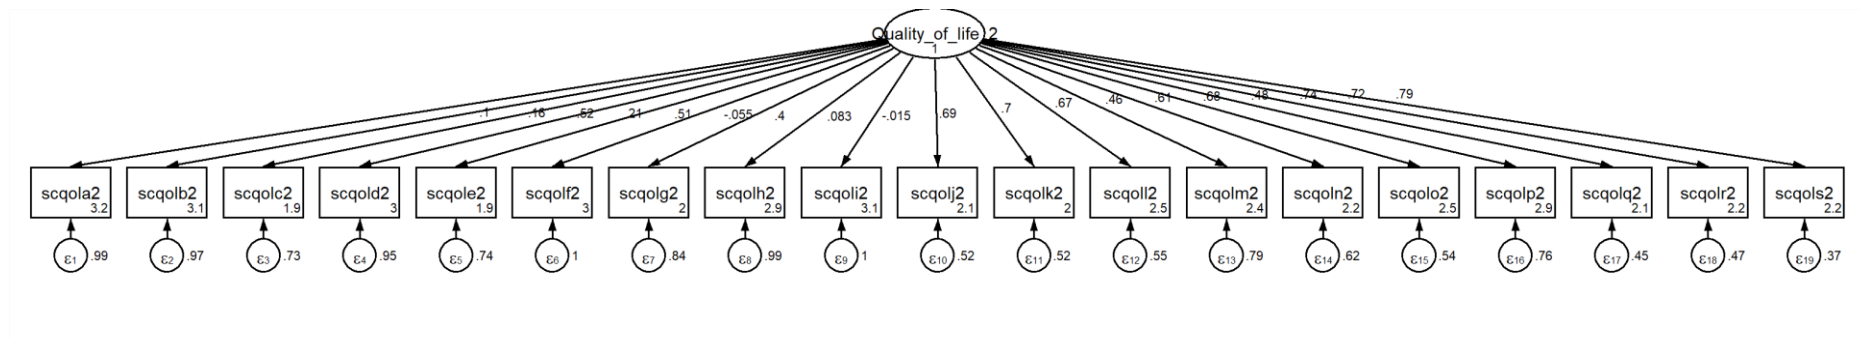 Quality_of_life_2
1
.1 .16 .52 .21 .51 -.055 .4 .083 -.015 .69 .7 .67 .46 .61 .68 .48 .74 .72 .79
scqola2 scqolb2 scqolc2 scqold2 scqole2 scqolf2 scqolg2 scqolh2 scqoli2 scqolj2 scqolk2 scqoll2 scqolm2 scqoln2 scqolo2 scqolp2 scqolq2 scqolr2 scqols2
3.2 3.1 1.9 3 1.9 3 2 2.9 3.1 2.1 2 2.5 2.4 2.2 2.5 2.9 2.1 2.2 2.2
ε1 .99 ε2 .97 ε3 .73 ε4 .95 ε5 .74 ε6 1 ε7 .84 ε8 .99 ε9 1 ε10 .52 ε11 .52 ε12 .55 ε13 .79 ε14 .62 ε15 .54 ε16 .76 ε17 .45 ε18 .47 ε19 .37